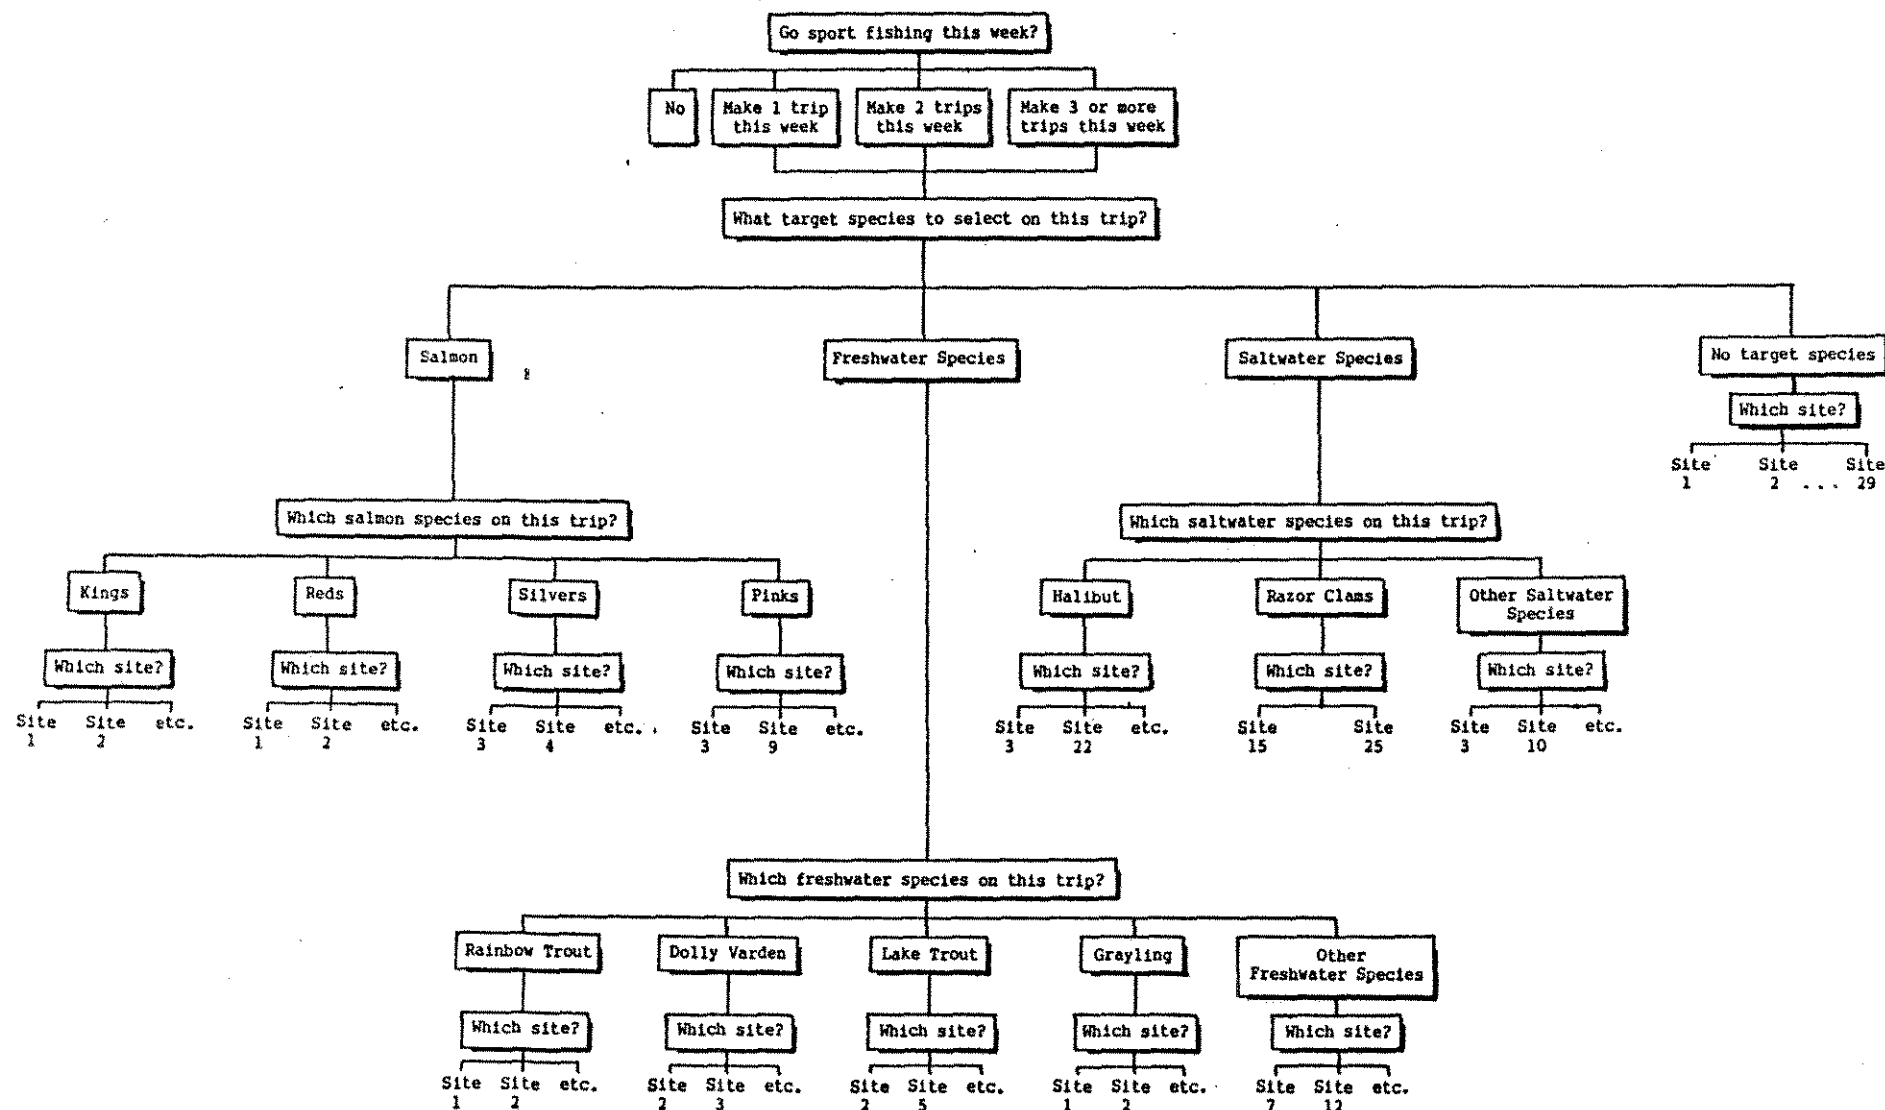 Go sport fishing this week?
No
Make 1 trip
this week
Make 2 trips
this week
Make 3 or more
trips this week
What target species to select on this trip?
Salmon
Freshwater Species
Saltwater Species
No target species
Which site?
Site Site Site
1 2 ... 29
Which salmon species on this trip?
Kings
Reds
Silvers
Pinks
Which site?
Which site?
Which site?
Which site?
Site Site etc.
1 2
Site Site etc.
1 2
Site Site etc.
3 4
Site Site etc.
3 9
Which saltwater species on this trip?
Halibut
Razor Clams
Other Saltwater
Species
Which site?
Which site?
Which site?
Site Site etc.
3 22
Site Site
15 25
Site Site etc.
3 10
Which freshwater species on this trip?
Rainbow Trout
Dolly Varden
Lake Trout
Grayling
Other
Freshwater Species
Which site?
Which site?
Which site?
Which site?
Which site?
Site Site etc.
1 2
Site Site etc.
2 3
Site Site etc.
2 5
Site Site etc.
1 2
Site Site etc.
7 12